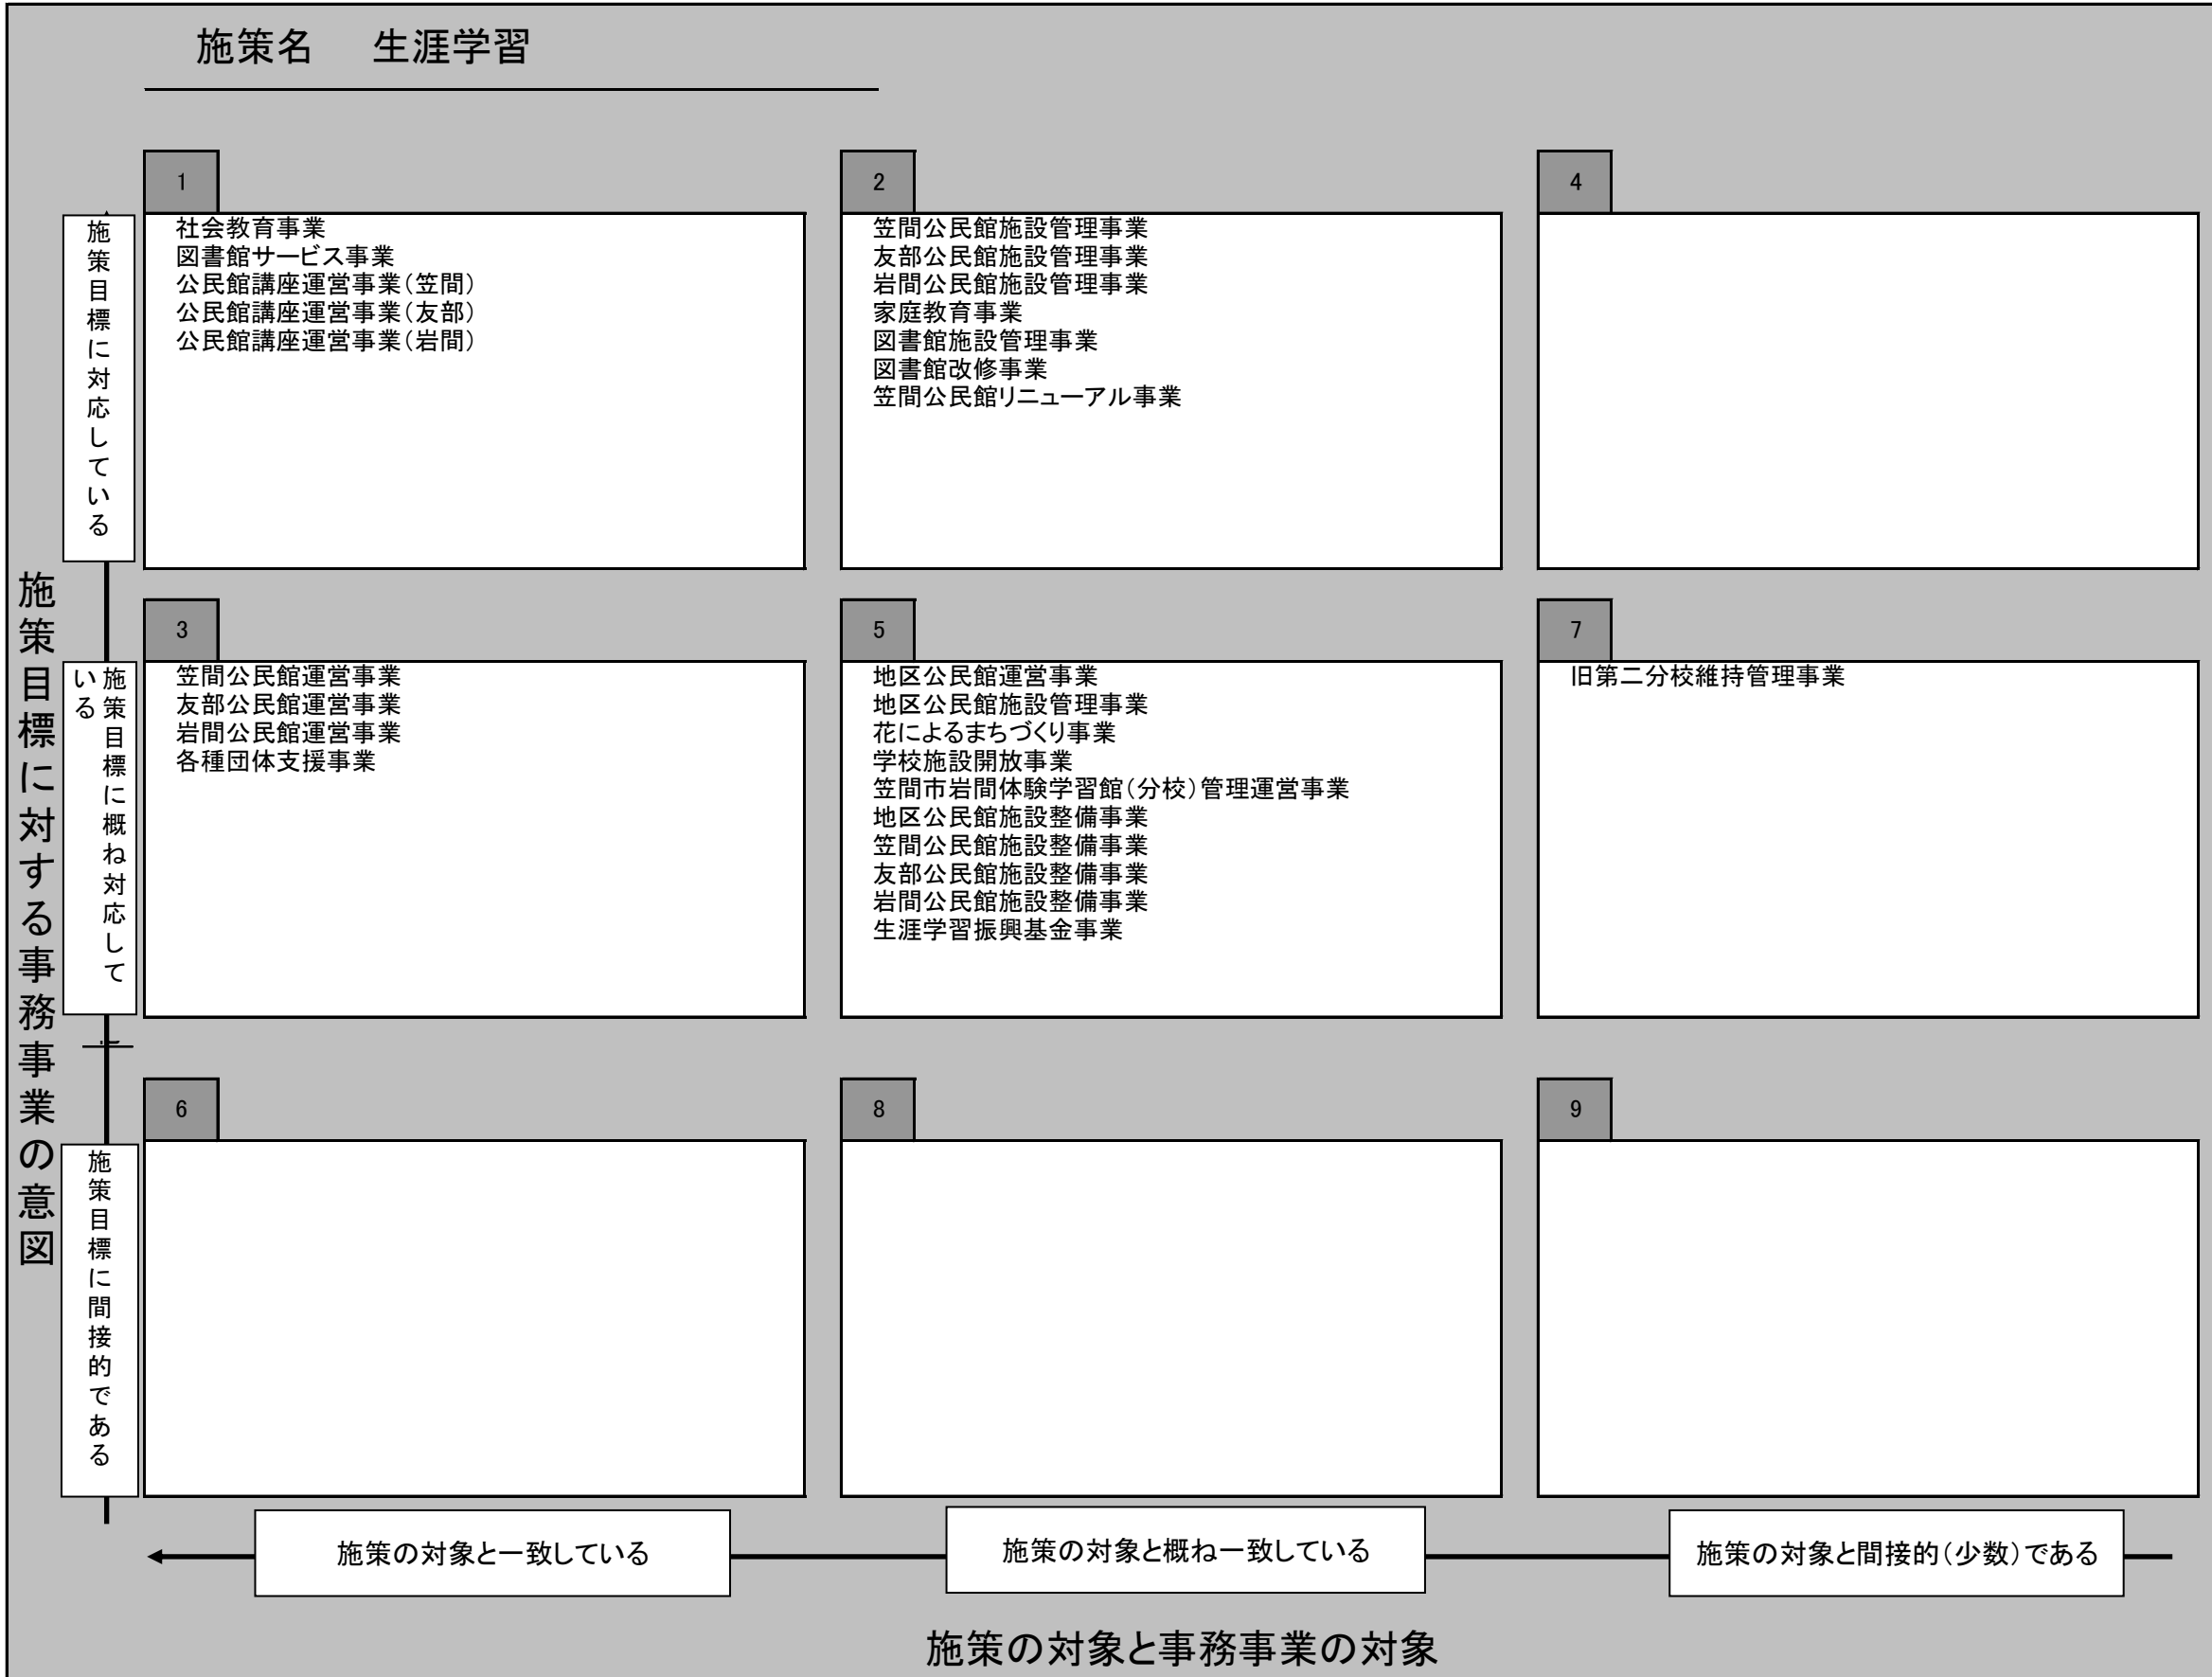 施策名 生涯学習
1
社会教育事業
図書館サービス事業
公民館講座運営事業(笠間)
公民館講座運営事業(友部)
公民館講座運営事業(岩間)
2
笠間公民館施設管理事業
友部公民館施設管理事業
岩間公民館施設管理事業
家庭教育事業
図書館施設管理事業
図書館改修事業
笠間公民館リニューアル事業
4
施策目標に対応している
施策目標に対する事務事業の意図
3
笠間公民館運営事業
友部公民館運営事業
岩間公民館運営事業
各種団体支援事業
5
地区公民館運営事業
地区公民館施設管理事業
花によるまちづくり事業
学校施設開放事業
笠間市岩間体験学習館(分校)管理運営事業
地区公民館施設整備事業
笠間公民館施設整備事業
友部公民館施設整備事業
岩間公民館施設整備事業
生涯学習振興基金事業
7
旧第二分校維持管理事業
施策目標に概ね対応して
いる
6
8
9
施策目標に間接的である
施策の対象と一致している
施策の対象と概ね一致している
施策の対象と間接的(少数)である
施策の対象と事務事業の対象